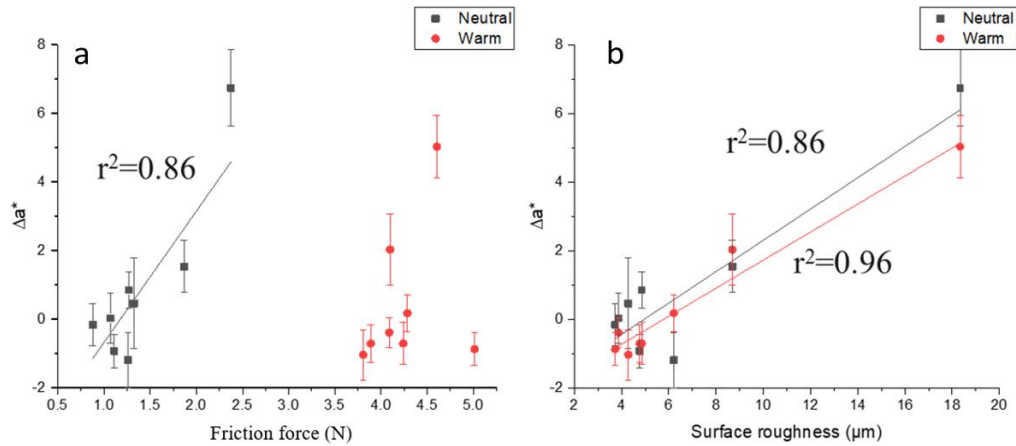 Neutral
Warm
a
8
6
4
2
0
-2
Δa*
r²=0.86
0.5 1.0 1.5 2.0 2.5 3.0 3.5 4.0 4.5 5.0
Friction force (N)
Neutral
Warm
b
8
6
4
2
0
-2
Δa*
r²=0.86
r²=0.96
2 4 6 8 10 12 14 16 18 20
Surface roughness (μm)